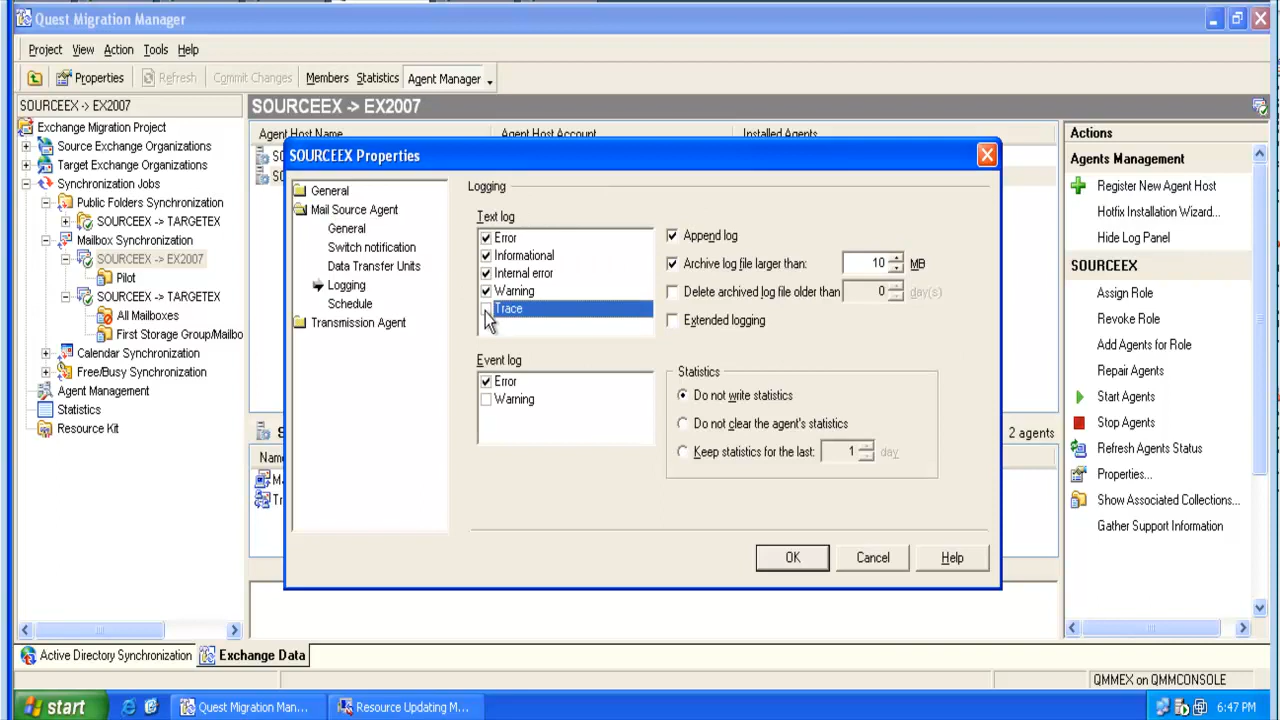 Quest Migration Manager
Project View Action Tools Help
Properties Refresh Commit Changes Members Statistics Agent Manager
SOURCEEX -> EX2007
Exchange Migration Project
Source Exchange Organizations
Target Exchange Organizations
Synchronization Jobs
Public Folders Synchronization
SOURCEEX -> TARGETEX
Mailbox Synchronization
SOURCEEX -> EX2007
Pilot
SOURCEEX -> TARGETEX
All Mailboxes
First Storage Group/Mailbo
Calendar Synchronization
Free/Busy Synchronization
Agent Management
Statistics
Resource Kit
SOURCEEX -> EX2007
Agent Host Name Agent Host Account Installed Agents
SO
SO
S
2 agents
Name
M
Tr
SOURCEEX Properties
General
Mail Source Agent
General
Switch notification
Data Transfer Units
Logging
Schedule
Transmission Agent
Logging
Text log
Error
Informational
Internal error
Warning
Trace
Append log
Archive log file larger than: 10 MB
Delete archived log file older than 0 day(s)
Extended logging
Event log
Error
Warning
Statistics
Do not write statistics
Do not clear the agent's statistics
Keep statistics for the last: 1 day
OK Cancel Help
Actions
Agents Management
Register New Agent Host
Hotfix Installation Wizard...
Hide Log Panel
SOURCEEX
Assign Role
Revoke Role
Add Agents for Role
Repair Agents
Start Agents
Stop Agents
Refresh Agents Status
Properties...
Show Associated Collections...
Gather Support Information
Active Directory Synchronization Exchange Data
QMMEX on QMMCONSOLE
start Quest Migration Man... Resource Updating M... 6:47 PM